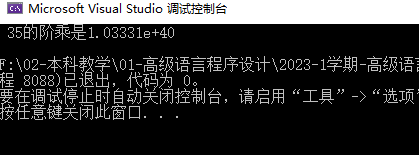 Microsoft Visual Studio 调试控制台
35的阶乘是1.03331e+40
F:\02-本科教学\01-高级语言程序设计\2023-1学期-高级语言
程 8088)已退出，代码为 0。
要在调试停止时自动关闭控制台，请启用“工具”->“选项”
按任意键关闭此窗口. . .